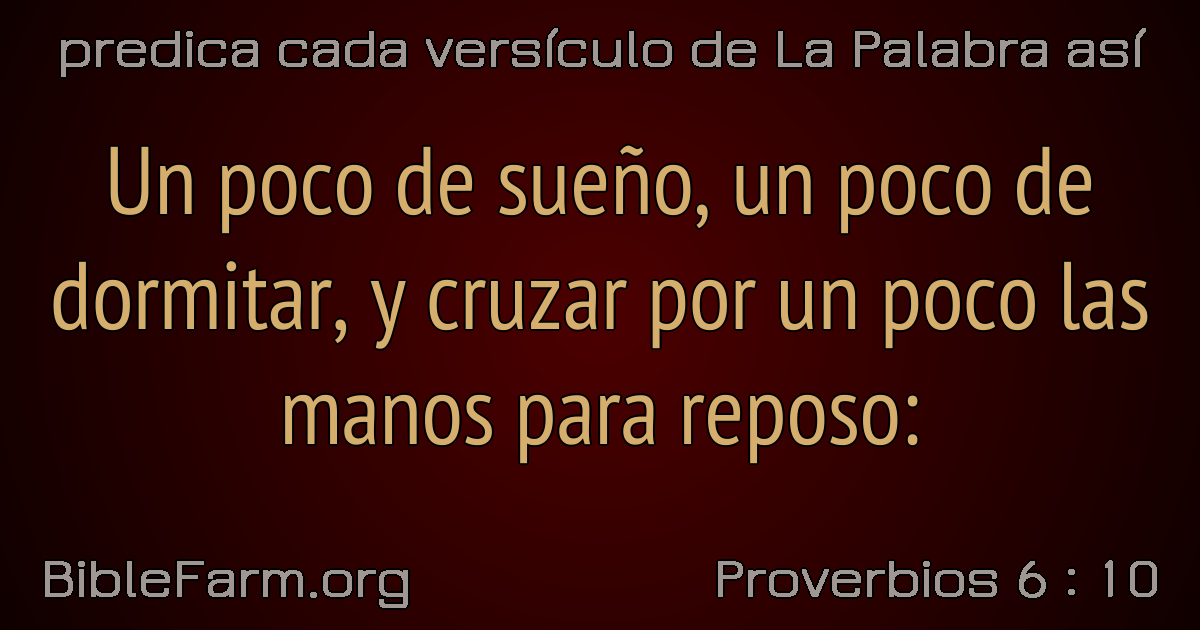 predica cada versículo de La Palabra así
Un poco de sueño, un poco de
dormitar, y cruzar por un poco las
manos para reposo:
BibleFarm.org
Proverbios 6 : 10